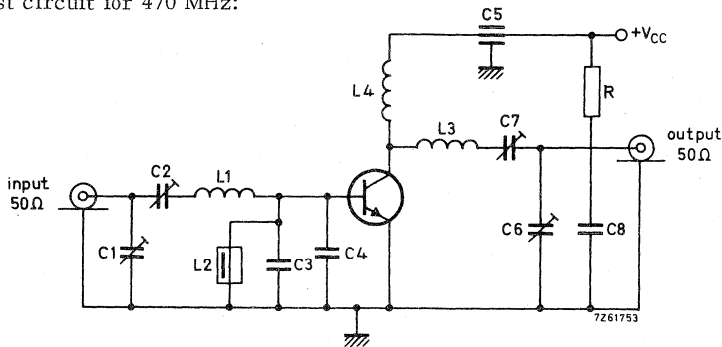 st circuit for 470 MHz:
C5
+VCC
L4
R
L3
C7
output
50Ω
C2
L1
input
50Ω
C1
L2
C3
C4
C6
C8
7Z61753